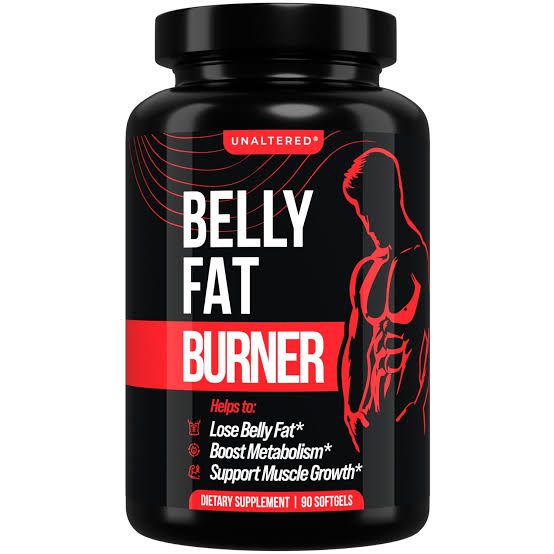 UNALTERED®
BELLY
FAT
BURNER
Helps to:
Lose Belly Fat*
Boost Metabolism*
Support Muscle Growth*
DIETARY SUPPLEMENT | 90 SOFTGELS